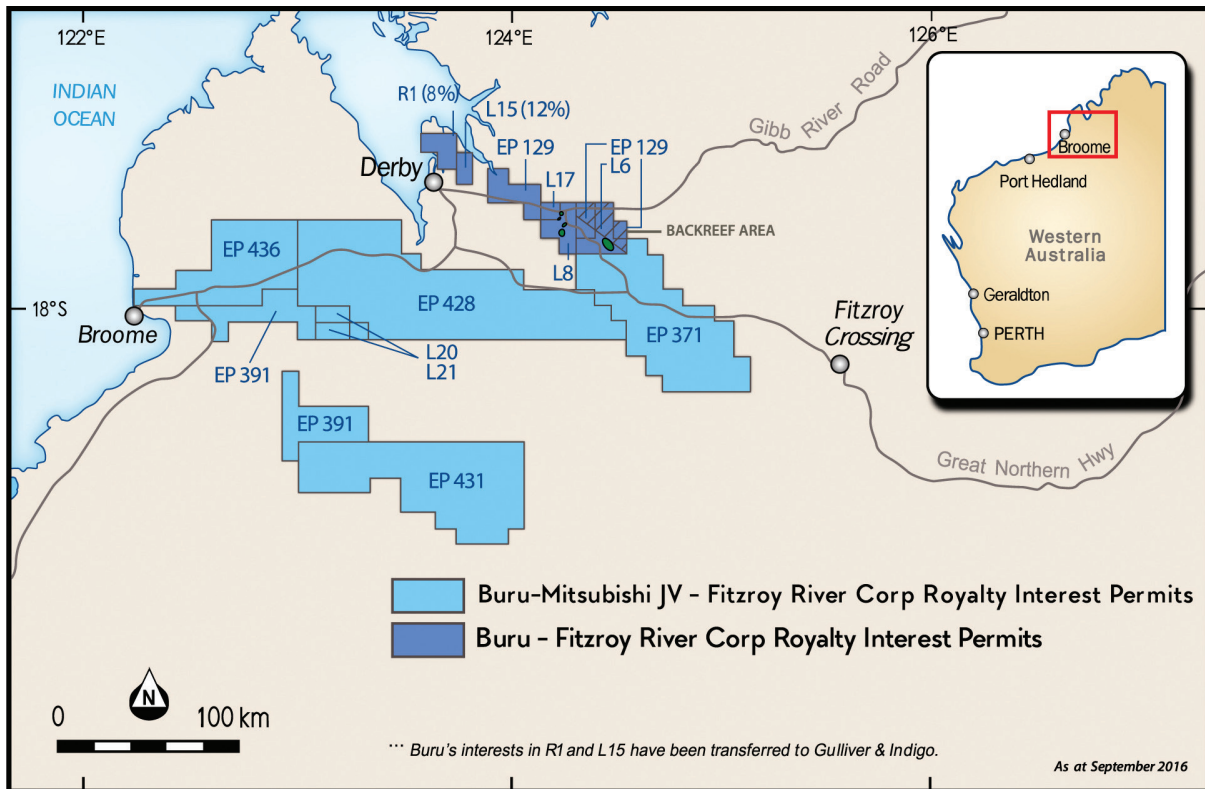 122°E
124°E
126°E
INDIAN
OCEAN
R1 (8%)
L15 (12%)
EP 129
EP 129
L6
L17
Derby
Gibb River Road
BACKREEF AREA
L8
EP 436
EP 428
EP 371
18°S
Broome
L20
L21
EP 391
EP 391
EP 431
Fitzroy
Crossing
Great Northern Hwy
Broome
Port Hedland
Western
Australia
Geraldton
PERTH
Buru-Mitsubishi JV - Fitzroy River Corp Royalty Interest Permits
Buru - Fitzroy River Corp Royalty Interest Permits
N
0 100 km
... Buru's interests in R1 and L15 have been transferred to Gulliver & Indigo.
As at September 2016